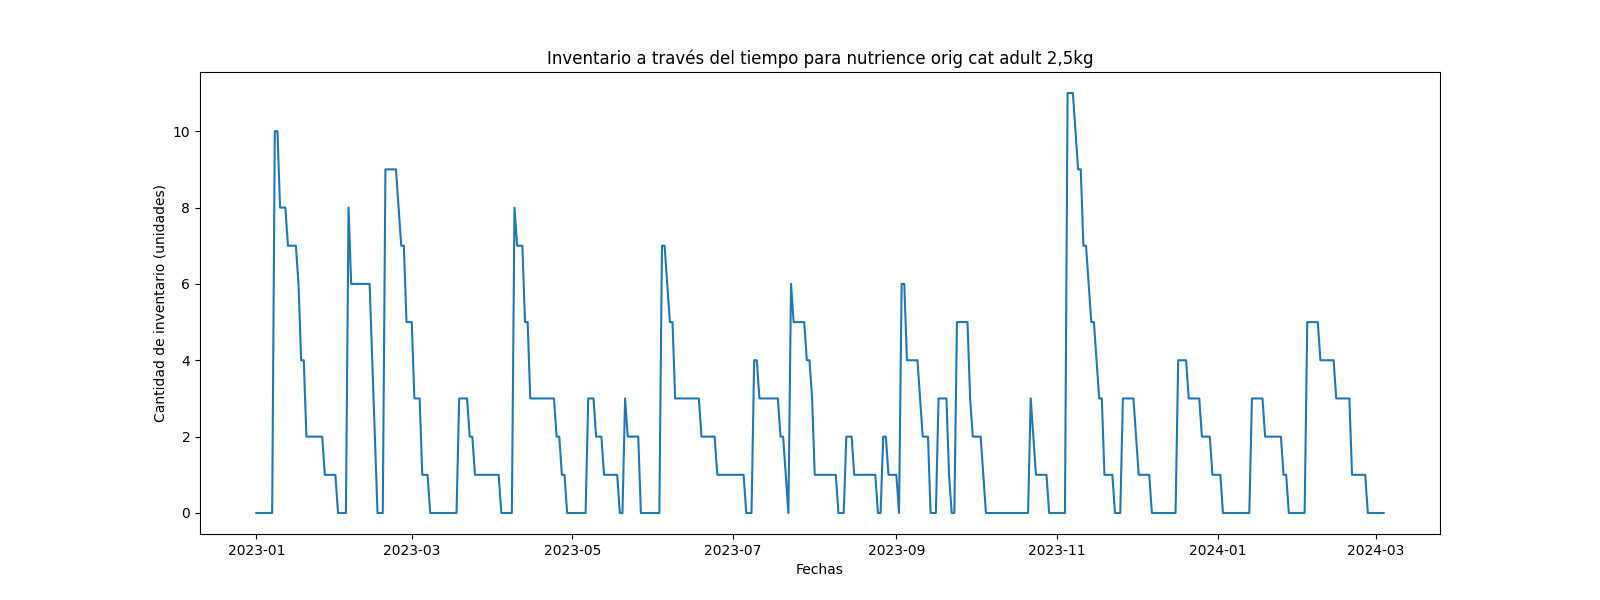 Inventario a través del tiempo para nutrience orig cat adult 2,5kg
Cantidad de inventario (unidades)
10
8
6
4
2
0
2023-01 2023-03 2023-05 2023-07 2023-09 2023-11 2024-01 2024-03
Fechas